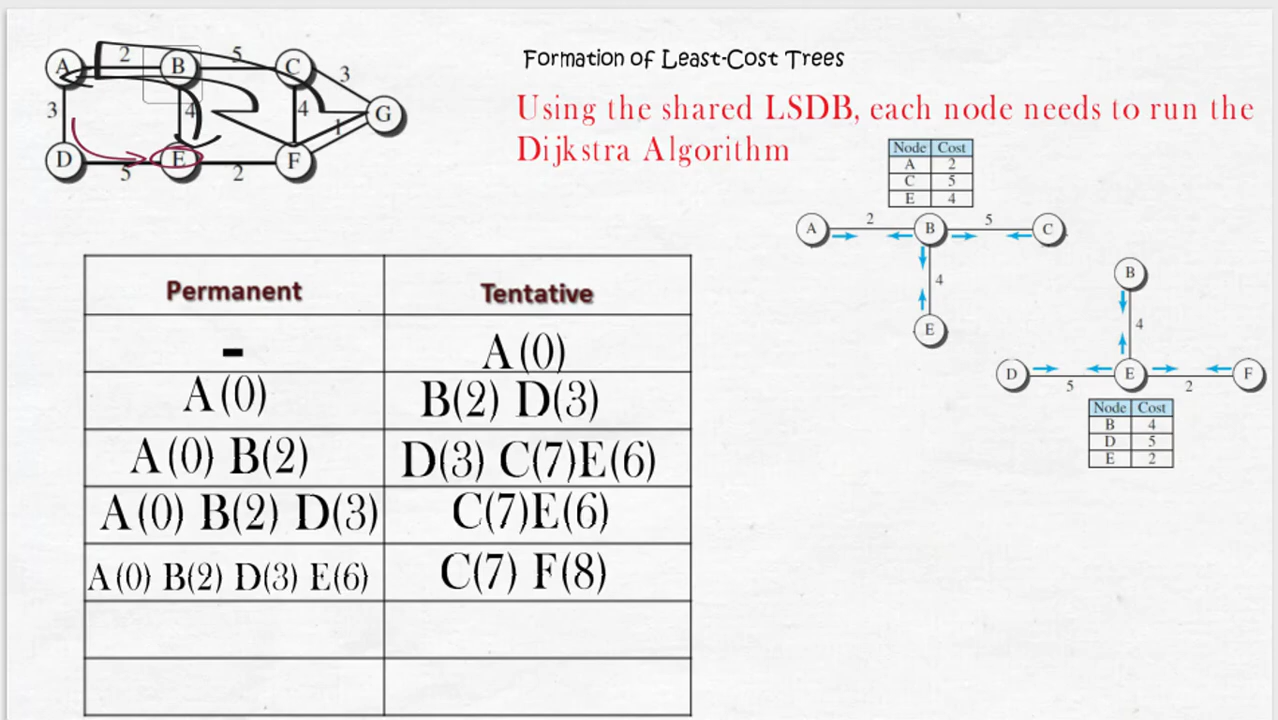 A 2 B 5 C 3
3 4 4 1 G
D 5 E 2 F
Formation of Least-Cost Trees
Using the shared LSDB, each node needs to run the
Dijkstra Algorithm
Node Cost
A 2
C 5
E 4
A 2 B 5 C
4
E
B
4
D 5 E 2 F
Node Cost
B 4
D 5
E 2
Permanent Tentative
- A(0)
A(0) B(2) D(3)
A(0) B(2) D(3) C(7)E(6)
A(0) B(2) D(3) C(7)E(6)
A(0) B(2) D(3) E(6) C(7) F(8)